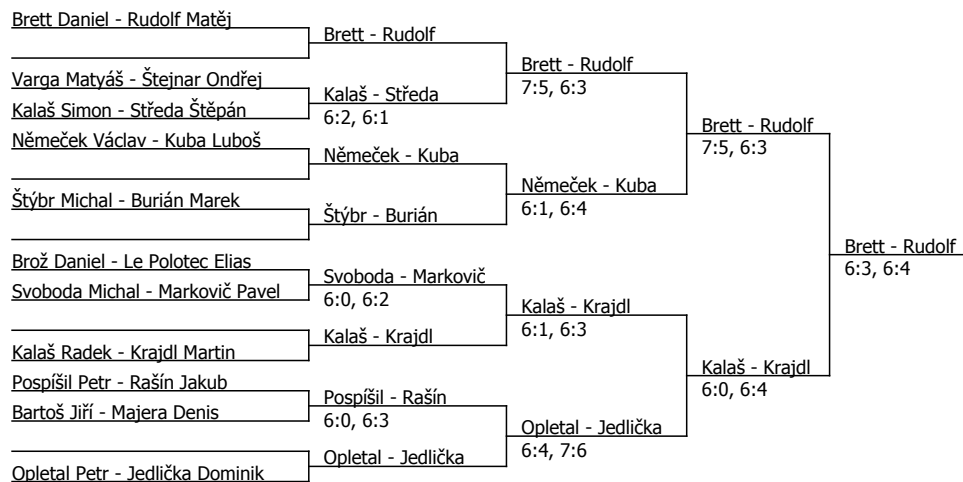 Brett Daniel - Rudolf Matěj
Brett - Rudolf
Brett - Rudolf
7:5, 6:3
Varga Matyáš - Štejnar Ondřej
Kalaš - Středa
6:2, 6:1
Kalaš Simon - Středa Štěpán
Brett - Rudolf
7:5, 6:3
Němeček Václav - Kuba Luboš
Němeček - Kuba
Němeček - Kuba
6:1, 6:4
Štýbr Michal - Burián Marek
Štýbr - Burián
Brett - Rudolf
6:3, 6:4
Brož Daniel - Le Polotec Elias
Svoboda - Markovič
6:0, 6:2
Svoboda Michal - Markovič Pavel
Kalaš - Krajdl
6:1, 6:3
Kalaš - Krajdl
Kalaš Radek - Krajdl Martin
Kalaš - Krajdl
6:0, 6:4
Pospíšil Petr - Rašín Jakub
Pospíšil - Rašín
6:0, 6:3
Bartoš Jiří - Majera Denis
Opletal - Jedlička
6:4, 7:6
Opletal - Jedlička
Opletal Petr - Jedlička Dominik